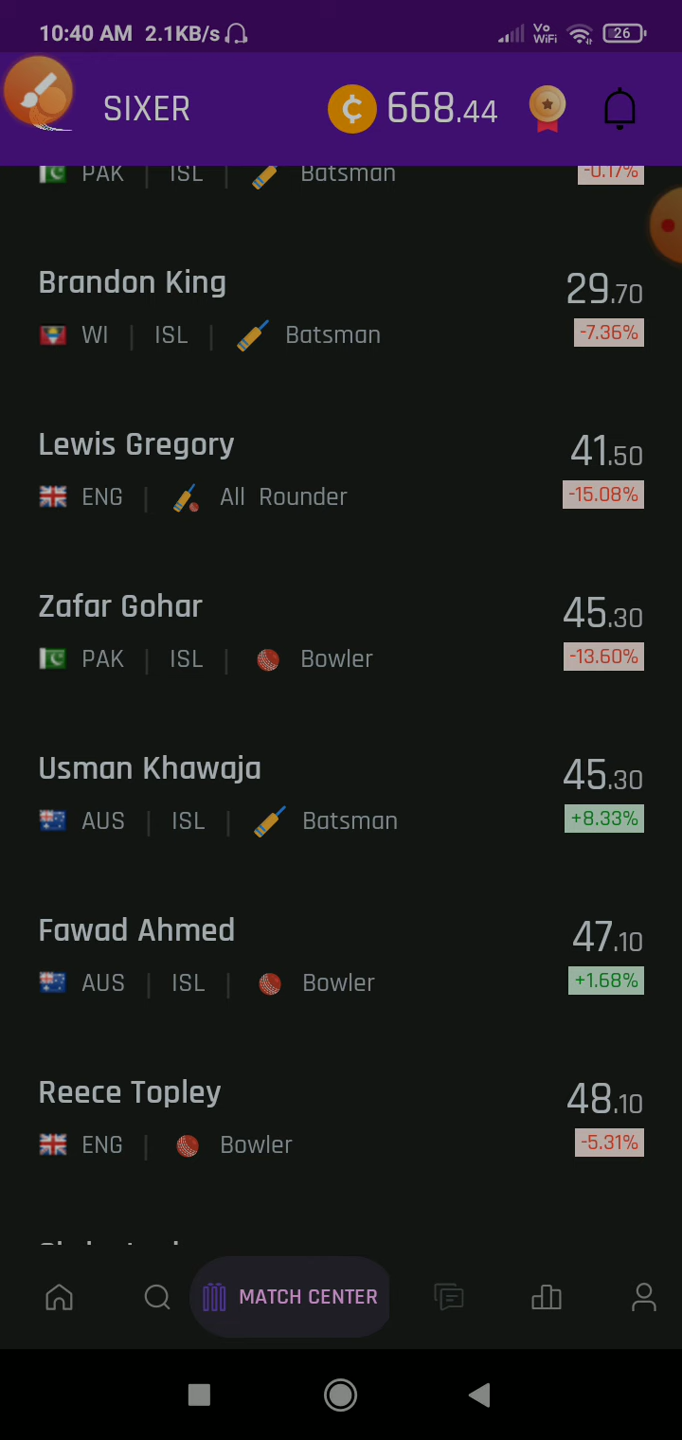 10:40 AM 2.1KB/s Vo WiFi 26
SIXER 668.44
PAK | ISL | Batsman -0.17%
Brandon King 29.70
WI | ISL | Batsman -7.36%
Lewis Gregory 41.50
ENG | All Rounder -15.08%
Zafar Gohar 45.30
PAK | ISL | Bowler -13.60%
Usman Khawaja 45.30
AUS | ISL | Batsman +8.33%
Fawad Ahmed 47.10
AUS | ISL | Bowler +1.68%
Reece Topley 48.10
ENG | Bowler -5.31%
MATCH CENTER